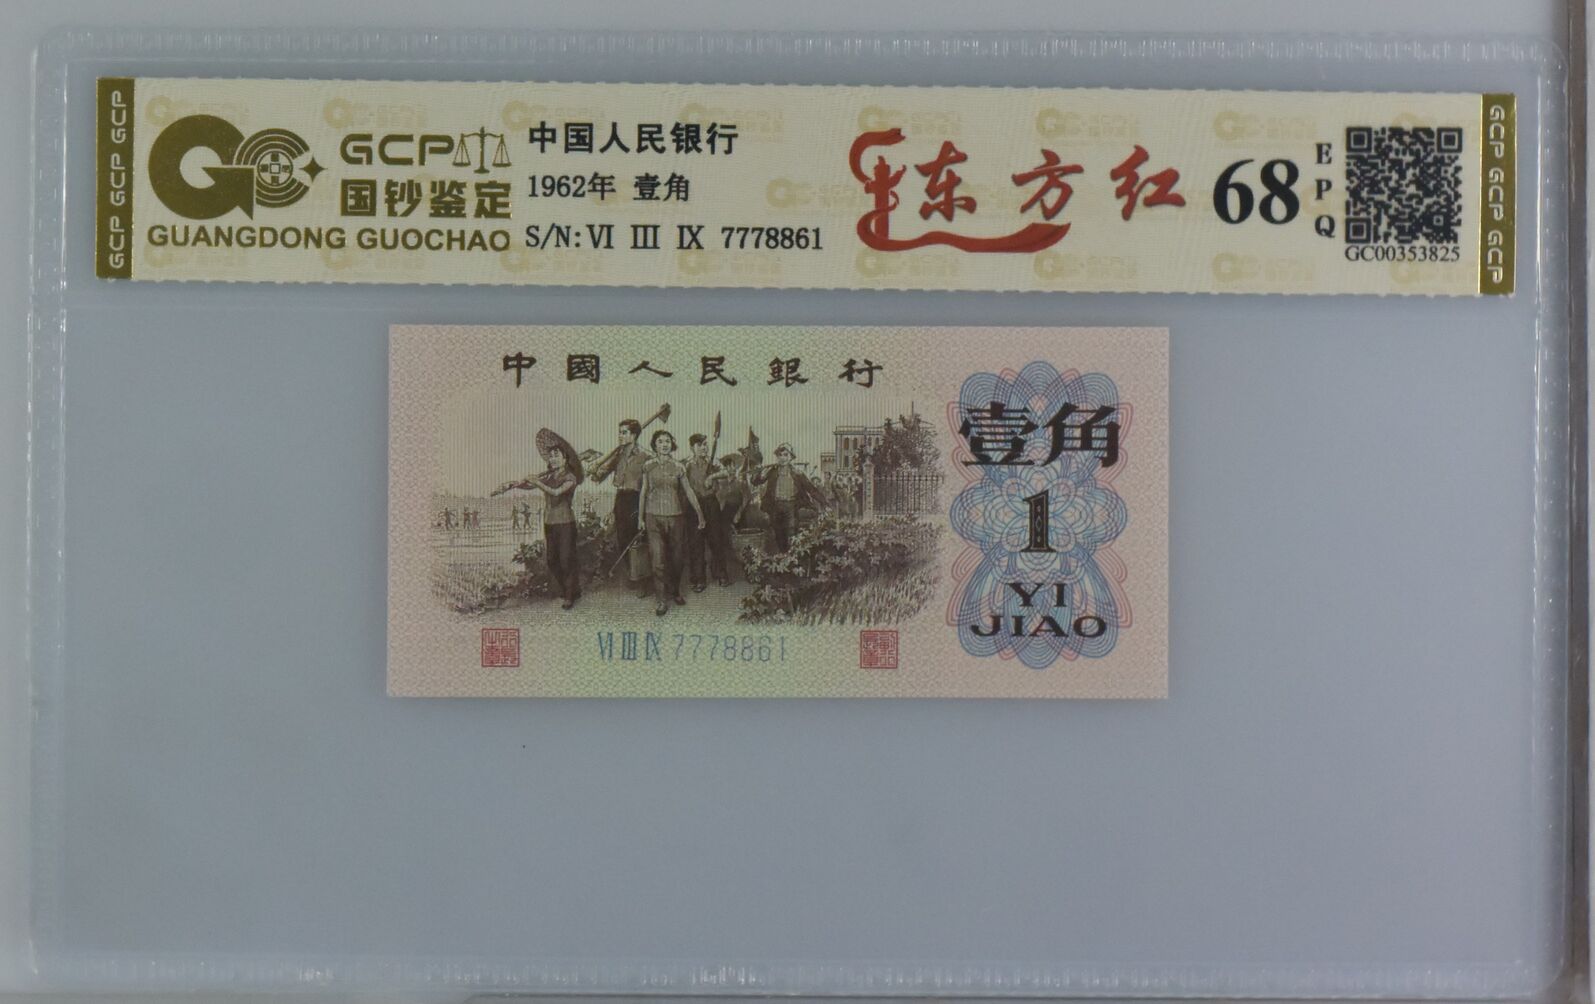 GCP GCP GCP
GCP
国钞鉴定
GUANGDONG GUOCHAO
中国人民银行
1962年 壹角
S/N: VI III IX 7778861
东方红
68
EPQ
GC00353825
GCP GCP GCP
中國人民銀行
壹角
1
YI
JIAO
VI III IX 7778861